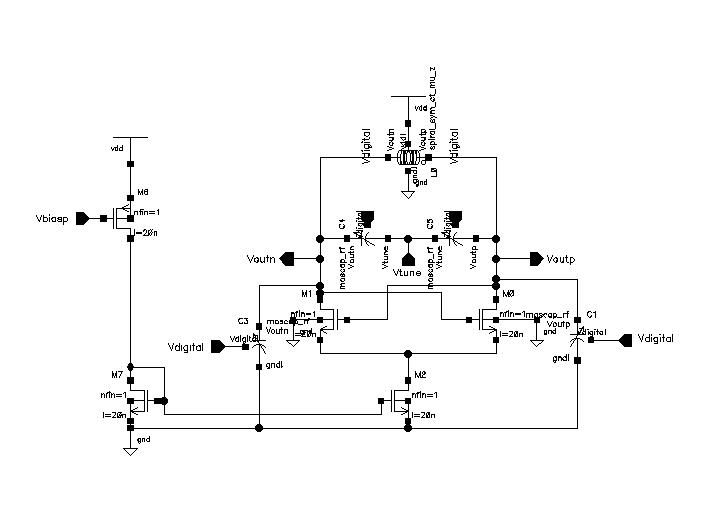 spiral_sym_ct_mu_z
vdd
Vdigital
Voutn
vdd!
Voutp
Vdigital
vdd
gnd!
L0
gnd
M6
nfin=1
l=20n
Vbiasp
C4
Vdigital
C5
Vdigital
Voutn
moscap_rf
Voutn
Vtune
Vtune
moscap_rf
Vtune
Voutp
Voutp
M1
M0
nfin=1
moscap_rf
Voutn
l=20n
gnd
nfin=1
l=20n
moscap_rf
Voutp
gnd
C3
C1
Vdigital
Vdigital
Vdigital
Vdigital
gnd!
gnd!
M7
nfin=1
l=20n
M2
nfin=1
l=20n
gnd